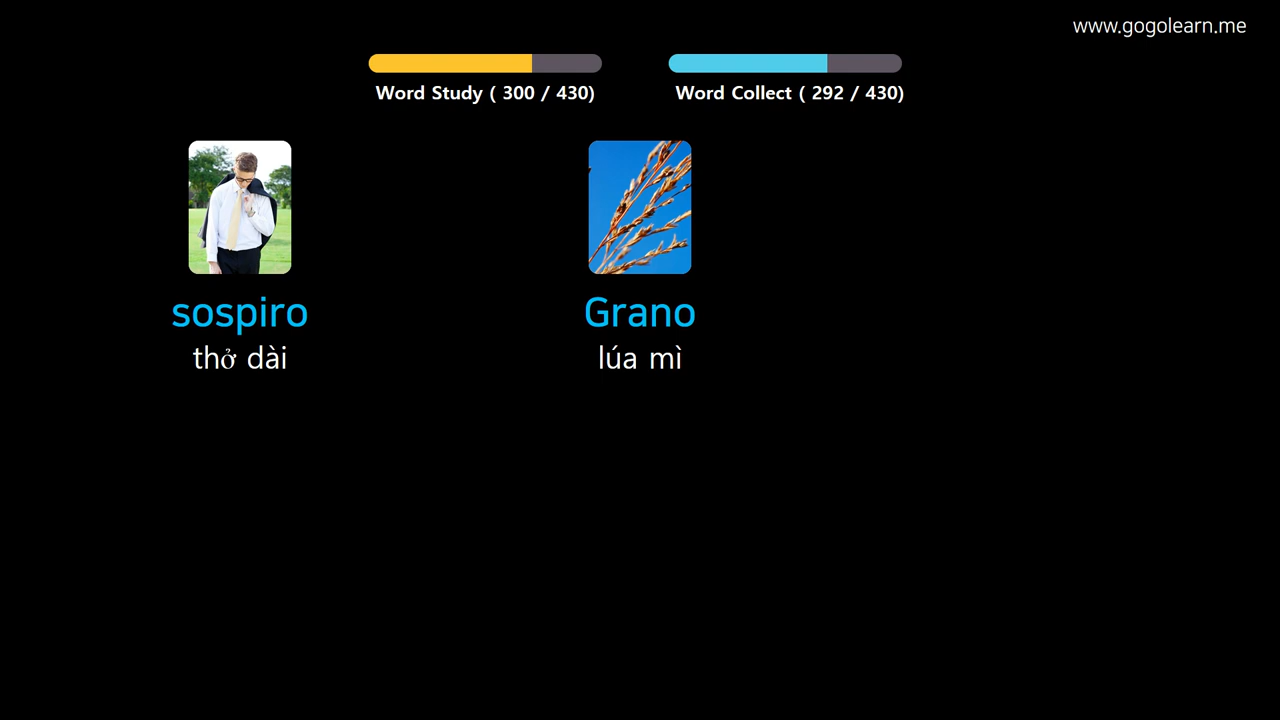 www.gogolearn.me
Word Study ( 300 / 430)
Word Collect ( 292 / 430)
sospiro
thở dài
Grano
lúa mì